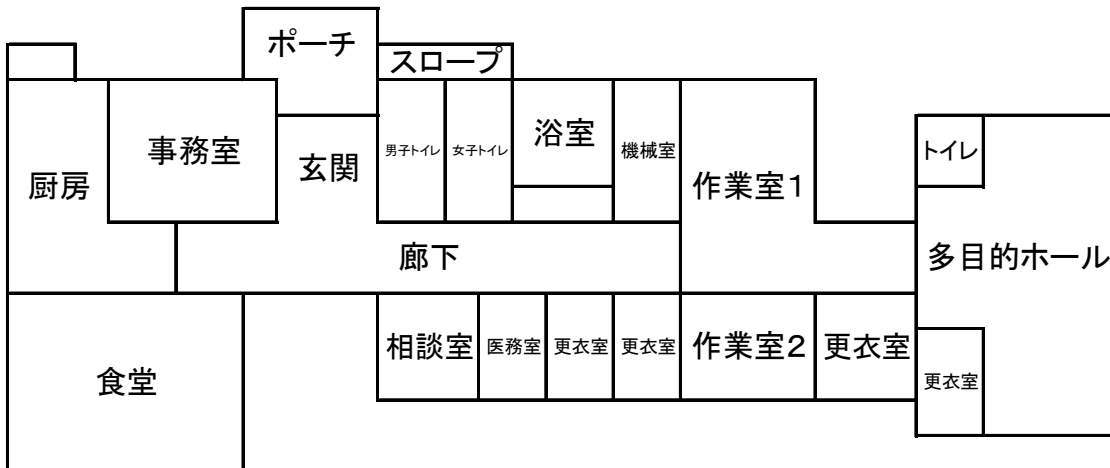 ポーチ
スロープ
事務室
浴室
男子トイレ
女子トイレ
機械室
トイレ
玄関
厨房
作業室1
廊下
多目的ホール
相談室
医務室
更衣室
更衣室
作業室2
更衣室
食堂
更衣室